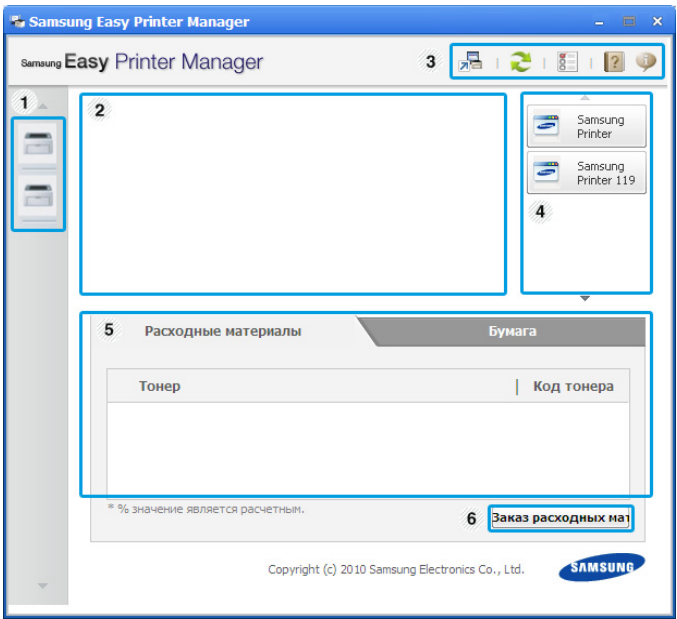 Samsung Easy Printer Manager
Samsung Easy Printer Manager
3
1
2
Samsung
Printer
Samsung
Printer 119
4
5 Расходные материалы Бумага
Тонер Код тонера
* % значение является расчетным.
6 Заказ расходных мат
Copyright (c) 2010 Samsung Electronics Co., Ltd. SAMSUNG